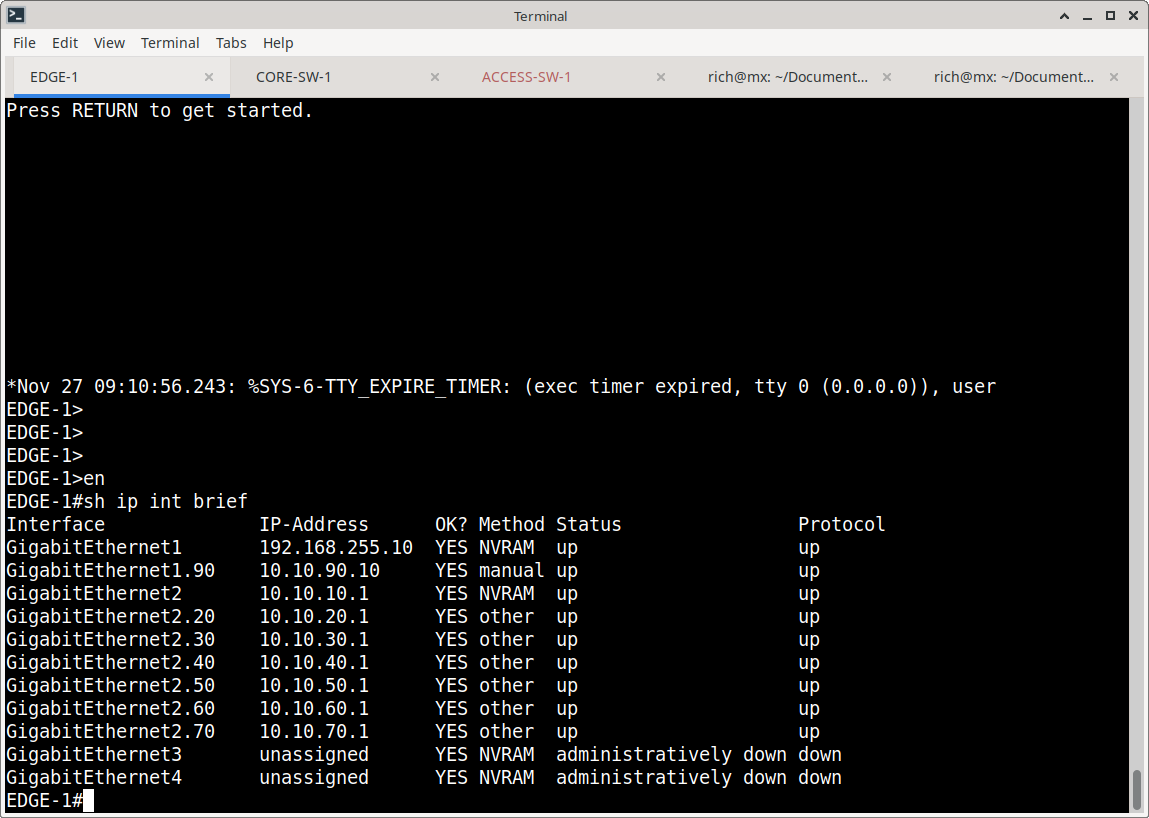 Terminal
File Edit View Terminal Tabs Help
EDGE-1 CORE-SW-1 ACCESS-SW-1 rich@mx: ~/Document... rich@mx: ~/Document...
Press RETURN to get started.
*Nov 27 09:10:56.243: %SYS-6-TTY_EXPIRE_TIMER: (exec timer expired, tty 0 (0.0.0.0)), user
EDGE-1>
EDGE-1>
EDGE-1>
EDGE-1>en
EDGE-1#sh ip int brief
Interface              IP-Address      OK? Method Status                Protocol
GigabitEthernet1       192.168.255.10  YES NVRAM  up                    up
GigabitEthernet1.90    10.10.90.10     YES manual up                    up
GigabitEthernet2       10.10.10.1      YES NVRAM  up                    up
GigabitEthernet2.20    10.10.20.1      YES other  up                    up
GigabitEthernet2.30    10.10.30.1      YES other  up                    up
GigabitEthernet2.40    10.10.40.1      YES other  up                    up
GigabitEthernet2.50    10.10.50.1      YES other  up                    up
GigabitEthernet2.60    10.10.60.1      YES other  up                    up
GigabitEthernet2.70    10.10.70.1      YES other  up                    up
GigabitEthernet3       unassigned      YES NVRAM  administratively down down
GigabitEthernet4       unassigned      YES NVRAM  administratively down down
EDGE-1#